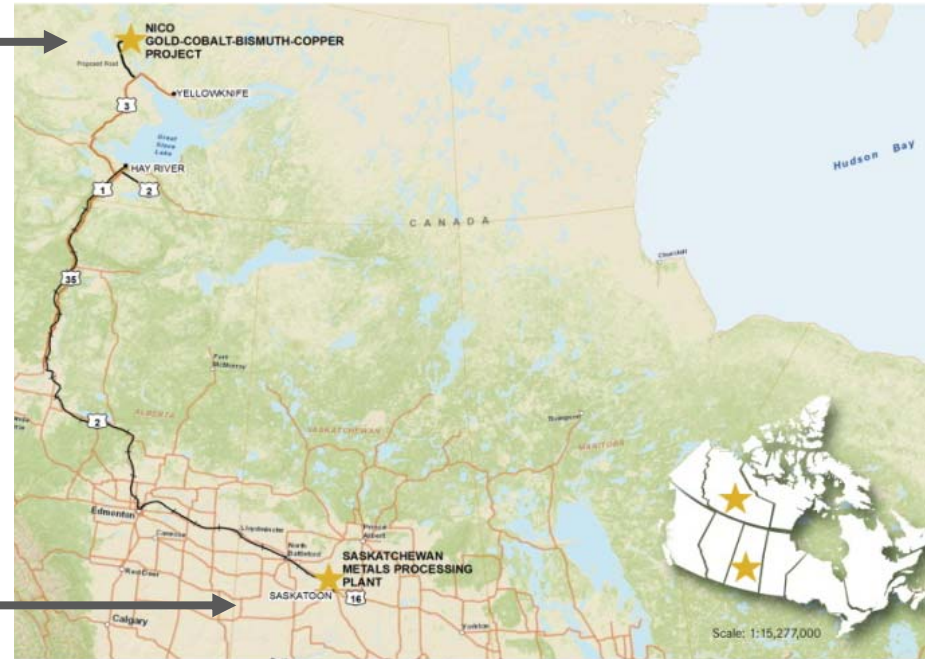 NICO
GOLD-COBALT-BISMUTH-COPPER
PROJECT
Proposed Road
YELLOWKNIFE
3
Great
Slave
Lake
HAY RIVER
1
2
Hudson Bay
CANADA
Churchill
35
Fort
McMurray
2
ALBERTA
SASKATCHEWAN
MANITOBA
Thompson
Edmonton
Lloydminster
Camrose
North
Battleford
Prince
Albert
SASKATCHEWAN
METALS PROCESSING
PLANT
Red Deer
SASKATOON
16
Calgary
Yorkton
Scale: 1:15,277,000